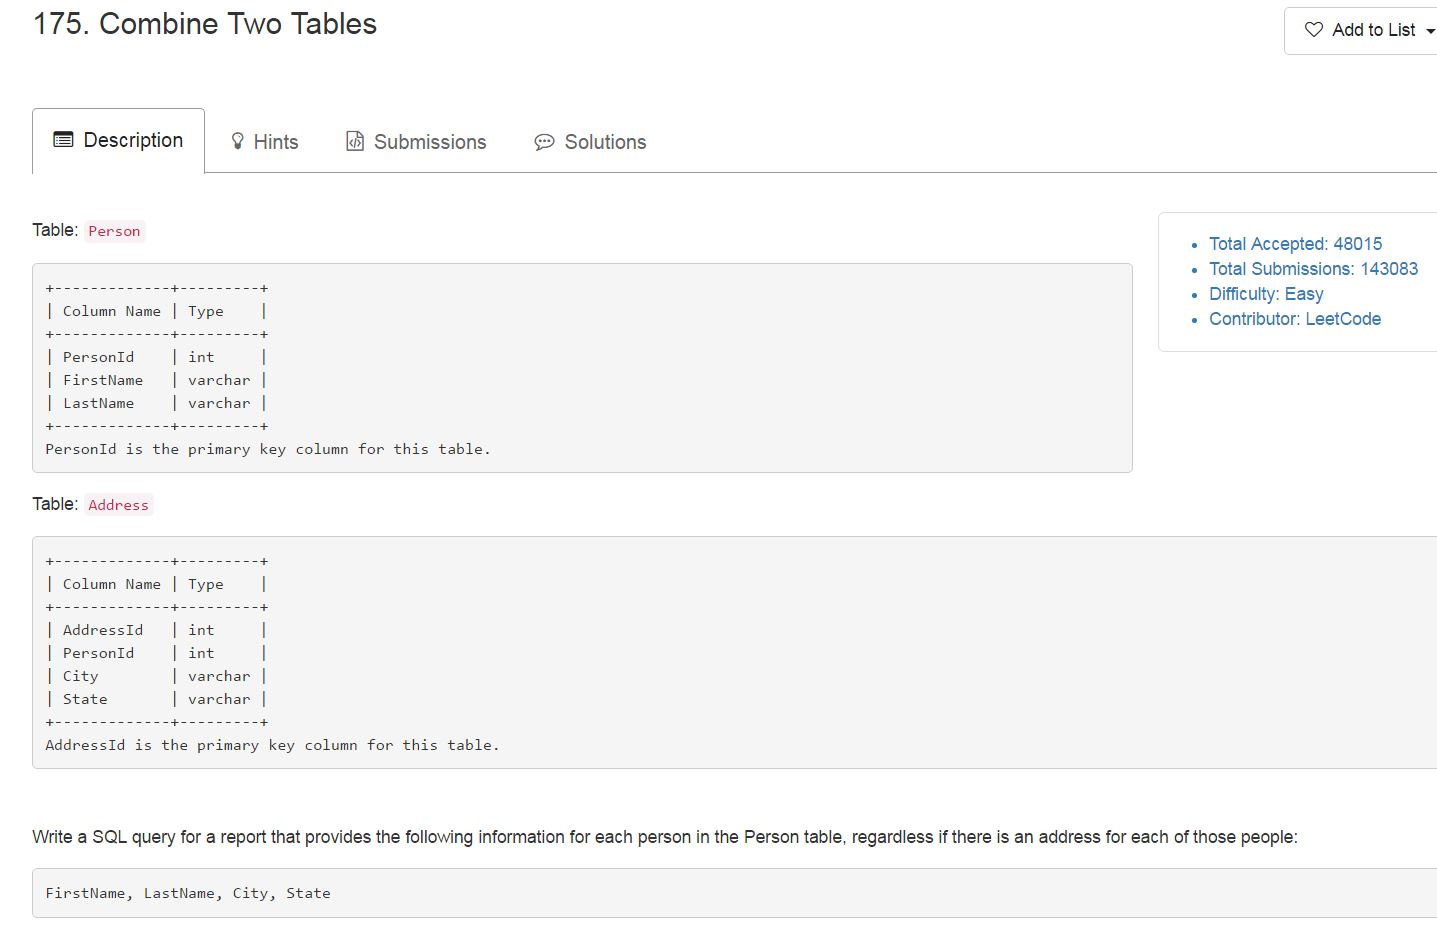 175. Combine Two Tables
Add to List
Description
Hints
Submissions
Solutions
Table: Person
+-------------+---------+
| Column Name | Type    |
+-------------+---------+
| PersonId    | int     |
| FirstName   | varchar |
| LastName    | varchar |
+-------------+---------+
PersonId is the primary key column for this table.
Total Accepted: 48015
Total Submissions: 143083
Difficulty: Easy
Contributor: LeetCode
Table: Address
+-------------+---------+
| Column Name | Type    |
+-------------+---------+
| AddressId   | int     |
| PersonId    | int     |
| City        | varchar |
| State       | varchar |
+-------------+---------+
AddressId is the primary key column for this table.
Write a SQL query for a report that provides the following information for each person in the Person table, regardless if there is an address for each of those people:
FirstName, LastName, City, State